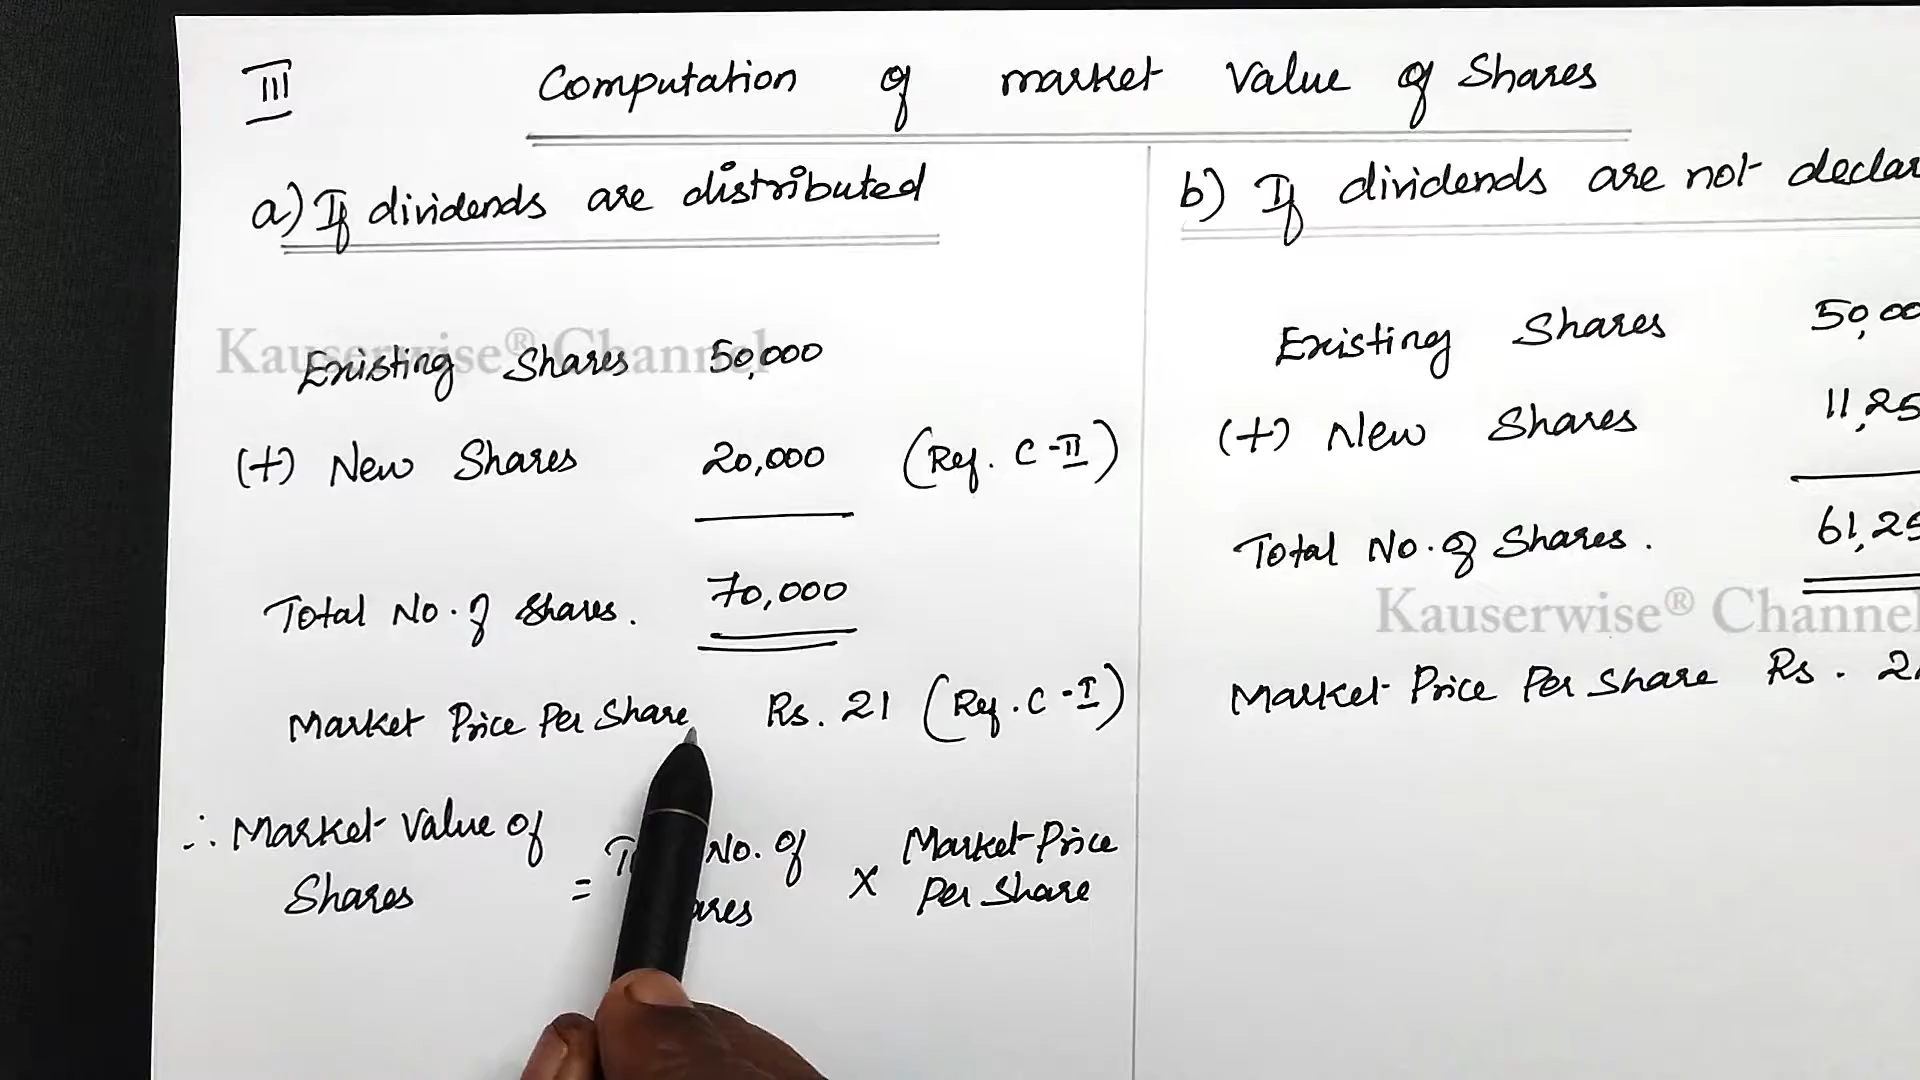 III
Computation of market value of Shares
a) If dividends are distributed
Existing Shares 50,000
(+) New Shares 20,000 (Ref. C-II)
Total No. of Shares. 70,000
Market Price Per Share Rs. 21 (Ref. C-I)
∴ Market Value of Shares = No. of × Market Price Per Share
b) If dividends are not
Existing Shares
(+) New Shares
Total No. of Shares.
Market Price Per Share Rs.
Kauserwise® Channel
Kauserwise® Channel